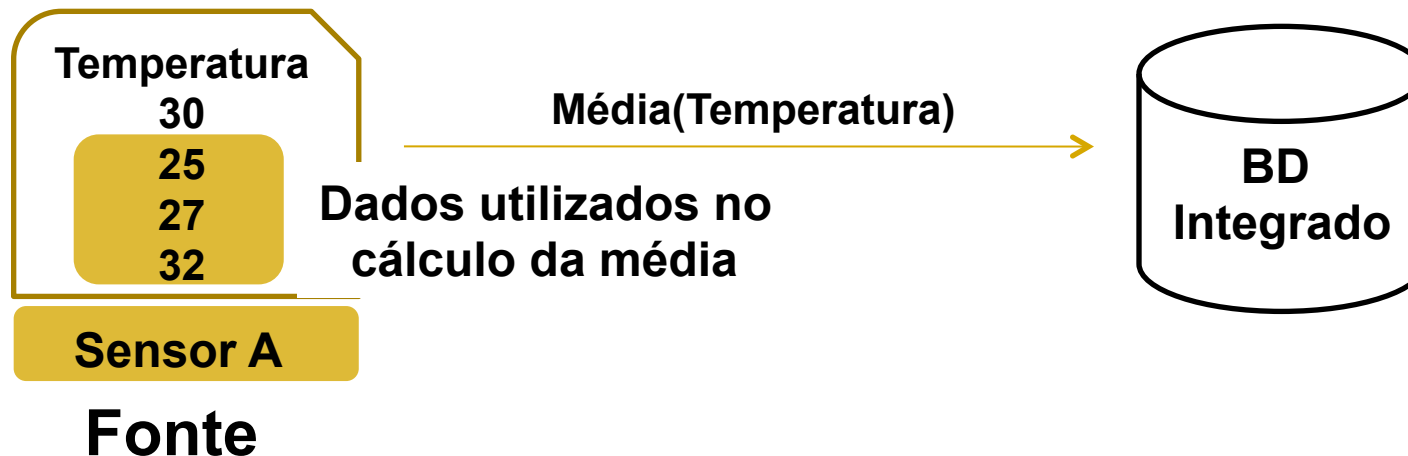 Temperatura
30
25
27
32
Sensor A
Fonte
Média(Temperatura)
Dados utilizados no
cálculo da média
BD
Integrado